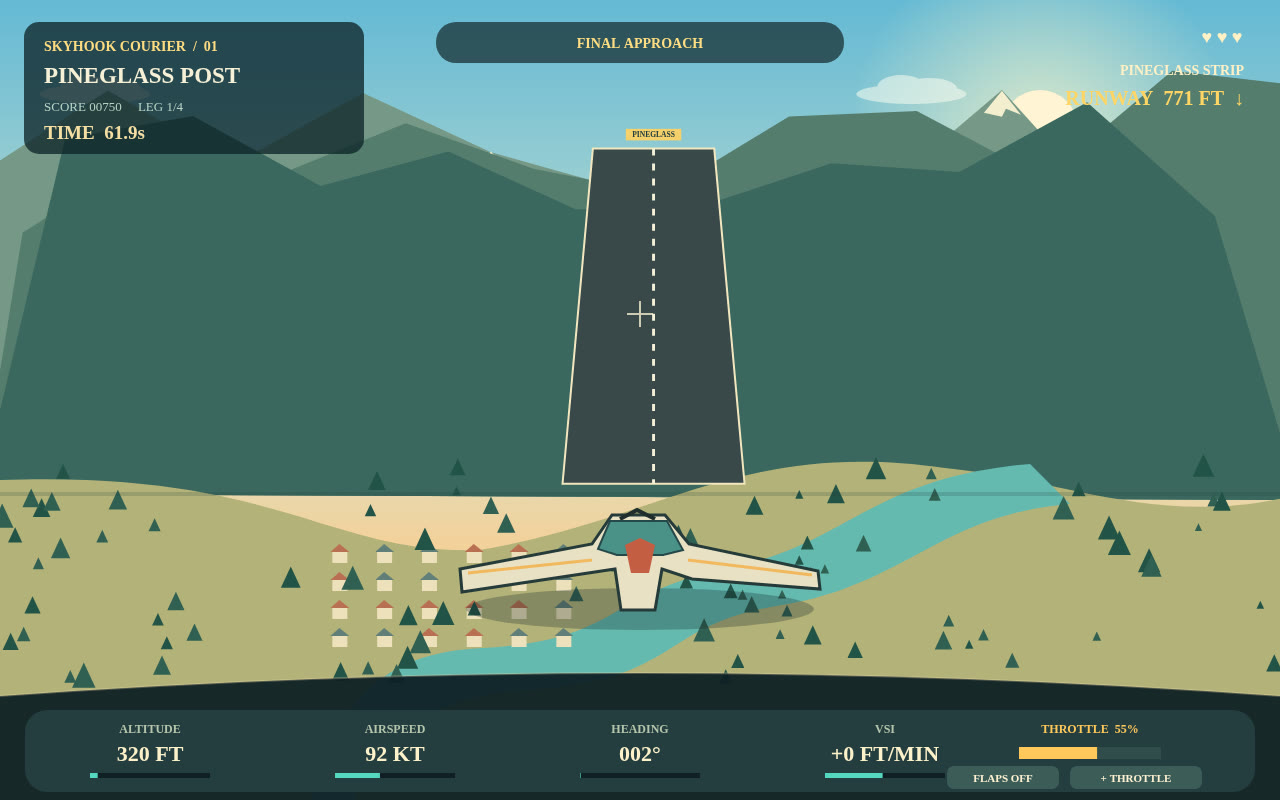 SKYHOOK COURIER / 01
PINEGLASS POST
SCORE 00750 LEG 1/4
TIME 61.9s
FINAL APPROACH
♥ ♥ ♥
PINEGLASS STRIP
RUNWAY 771 FT ↓
PINEGLASS
ALTITUDE
320 FT
AIRSPEED
92 KT
HEADING
002°
VSI
+0 FT/MIN
THROTTLE 55%
FLAPS OFF
+ THROTTLE